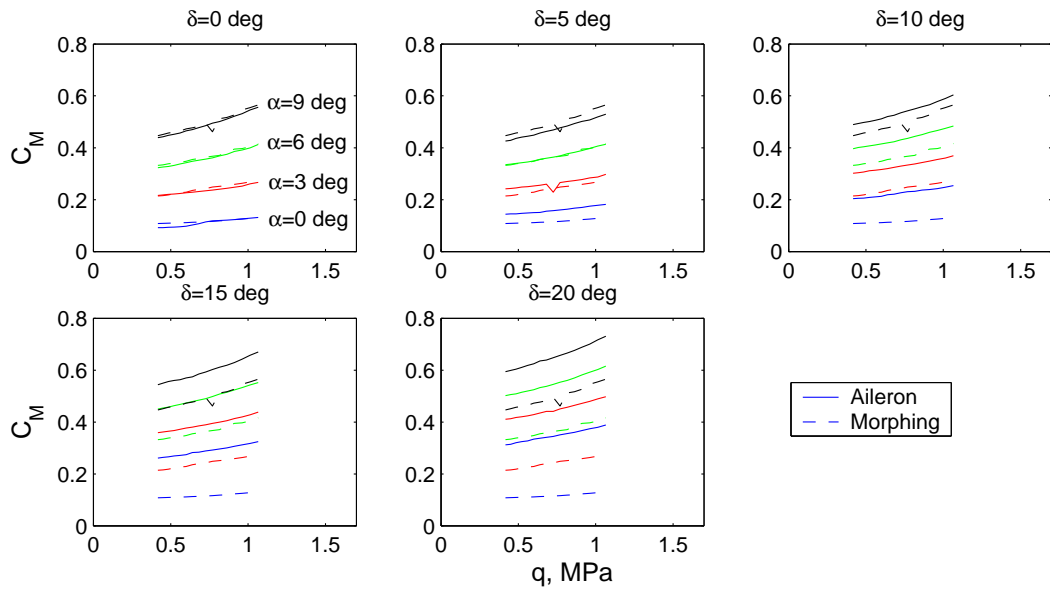 δ=0 deg
δ=5 deg
δ=10 deg
0.8
0.6
0.4
0.2
0
C_M
α=9 deg
α=6 deg
α=3 deg
α=0 deg
0 0.5 1 1.5
0.8
0.6
0.4
0.2
0
0 0.5 1 1.5
0.8
0.6
0.4
0.2
0
0 0.5 1 1.5
δ=15 deg
δ=20 deg
0.8
0.6
0.4
0.2
0
C_M
0 0.5 1 1.5
0.8
0.6
0.4
0.2
0
0 0.5 1 1.5
q, MPa
Aileron
Morphing